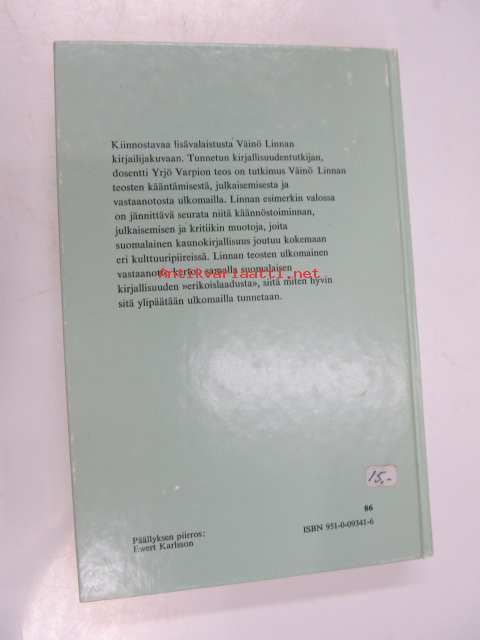 Kiinnostavaa lisävalaistusta Väinö Linnan
kirjailijakuvaan. Tunnetun kirjallisuudentutkijan,
dosentti Yrjö Varpion teos on tutkimus Väinö Linnan
teosten kääntämisestä, julkaisemisesta ja
vastaanotosta ulkomailla. Linnan esimerkin valossa
on jännittävä seurata niitä käännöstoiminnan,
julkaisemisen ja kritiikin muotoja, joita
suomalainen kaunokirjallisuus joutuu kokemaan
eri kulttuuripiireissä. Linnan teosten ulkomainen
vastaanotto kertoo samalla suomalaisen
Antikvariaatti.net
kirjallisuuden »erikoislaadusta», siitä miten hyvin
sitä ylipäätään ulkomailla tunnetaan.
15,-
86
ISBN 951-0-09341-6
Päällyksen piirros:
Ewert Karlsson